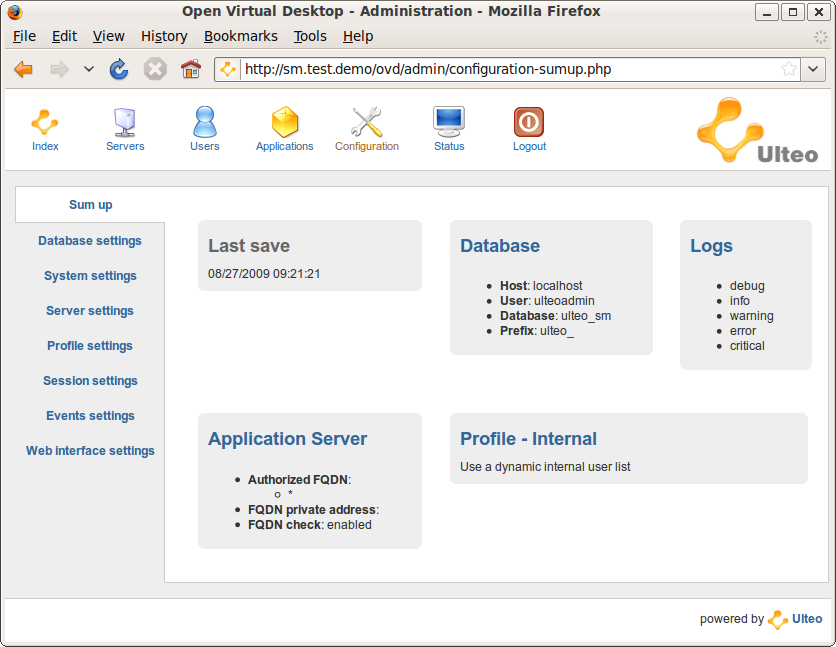 Open Virtual Desktop - Administration - Mozilla Firefox
File Edit View History Bookmarks Tools Help
http://sm.test.demo/ovd/admin/configuration-sumup.php
Index Servers Users Applications Configuration Status Logout
Ulteo
Sum up
Database settings
System settings
Server settings
Profile settings
Session settings
Events settings
Web interface settings
Last save
08/27/2009 09:21:21
Database
Host: localhost
User: ulteoadmin
Database: ulteo_sm
Prefix: ulteo_
Logs
debug
info
warning
error
critical
Application Server
Authorized FQDN:
*
FQDN private address:
FQDN check: enabled
Profile - Internal
Use a dynamic internal user list
powered by Ulteo